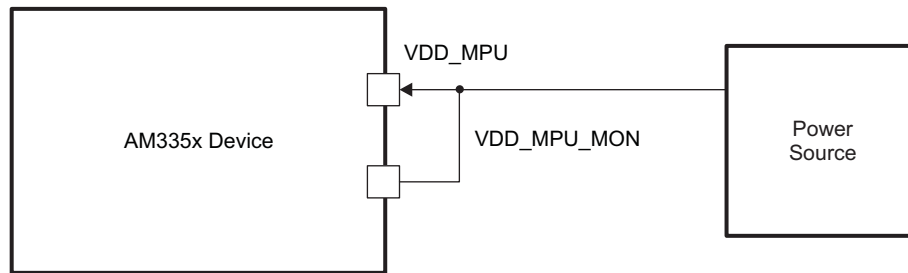 VDD_MPU
AM335x Device
VDD_MPU_MON
Power
Source